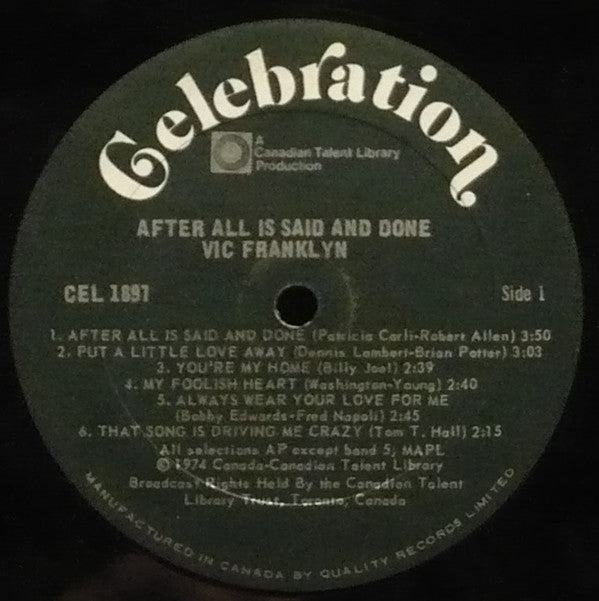 Celebration
A
Canadian Talent Library
Production
AFTER ALL IS SAID AND DONE
VIC FRANKLYN
CEL 1897
Side 1
1. AFTER ALL IS SAID AND DONE (Patricia Carli-Robert Allen) 3:50
2. PUT A LITTLE LOVE AWAY (Dennis Lambert-Brian Potter) 3:03
3. YOU'RE MY HOME (Billy Joel) 2:39
4. MY FOOLISH HEART (Washington-Young) 2:40
5. ALWAYS WEAR YOUR LOVE FOR ME
(Bobby Edwards-Fred Napoli) 2:45
6. THAT SONG IS DRIVING ME CRAZY (Tom T. Hall) 2:15
All selections AP except band 5, MAPL
© 1974 Canada-Canadian Talent Library
Broadcast Rights Held By the Canadian Talent
Library Trust, Toronto, Canada
MANUFACTURED IN CANADA BY QUALITY RECORDS LIMITED